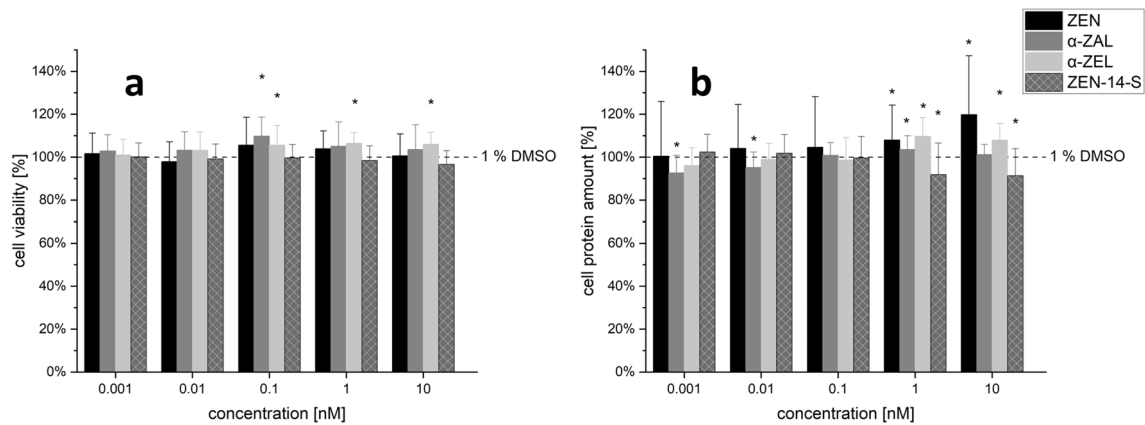 ZEN
α-ZAL
α-ZEL
ZEN-14-S
a
cell viability [%]
140%
120%
100%
80%
60%
40%
20%
0%
* * * *
1 % DMSO
0.001 0.01 0.1 1 10
concentration [nM]
b
cell protein amount [%]
140%
120%
100%
80%
60%
40%
20%
0%
* * * * * * * * *
1 % DMSO
0.001 0.01 0.1 1 10
concentration [nM]